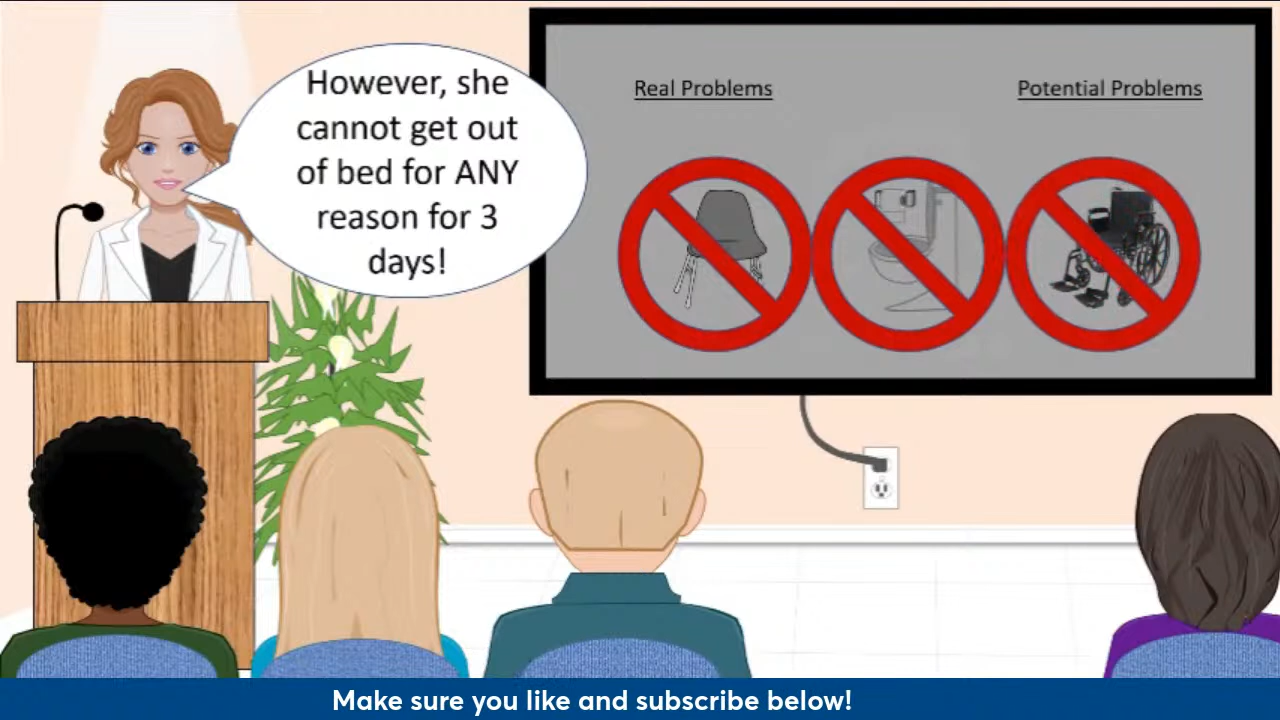 However, she
cannot get out
of bed for ANY
reason for 3
days!
Real Problems
Potential Problems
Make sure you like and subscribe below!